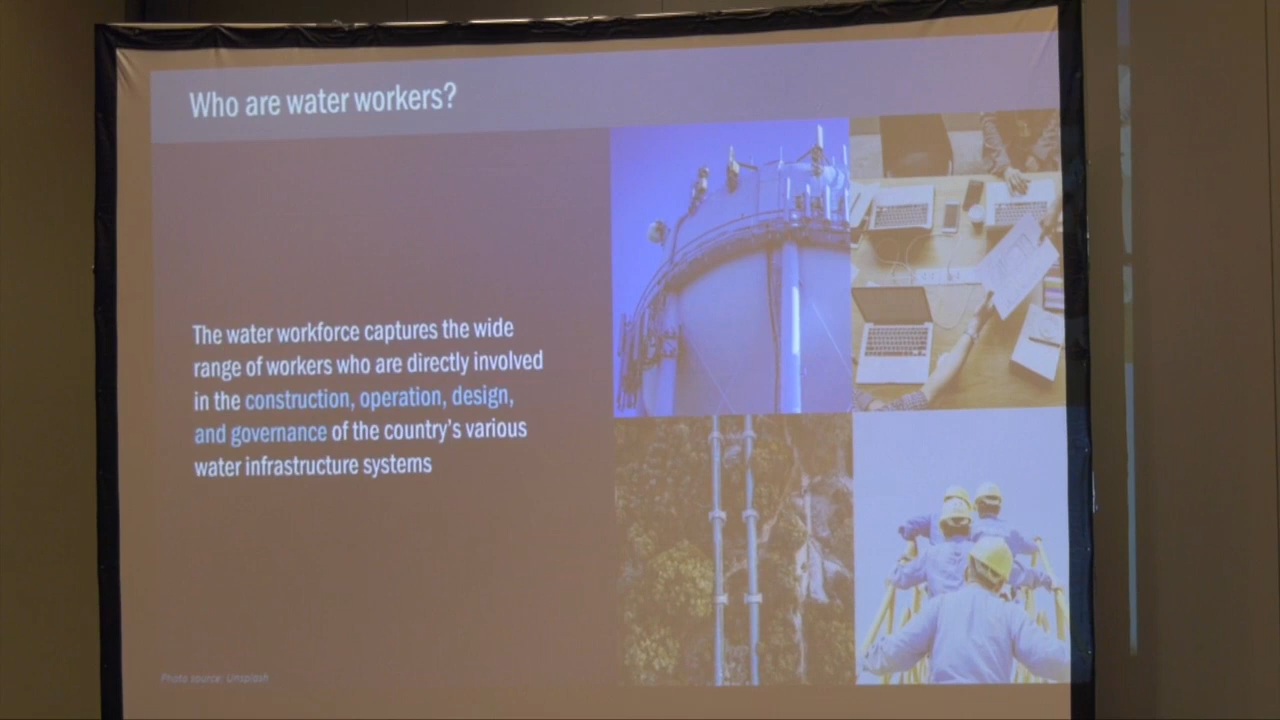 Who are water workers?
The water workforce captures the wide
range of workers who are directly involved
in the construction, operation, design,
and governance of the country's various
water infrastructure systems
Photo source: Unsplash